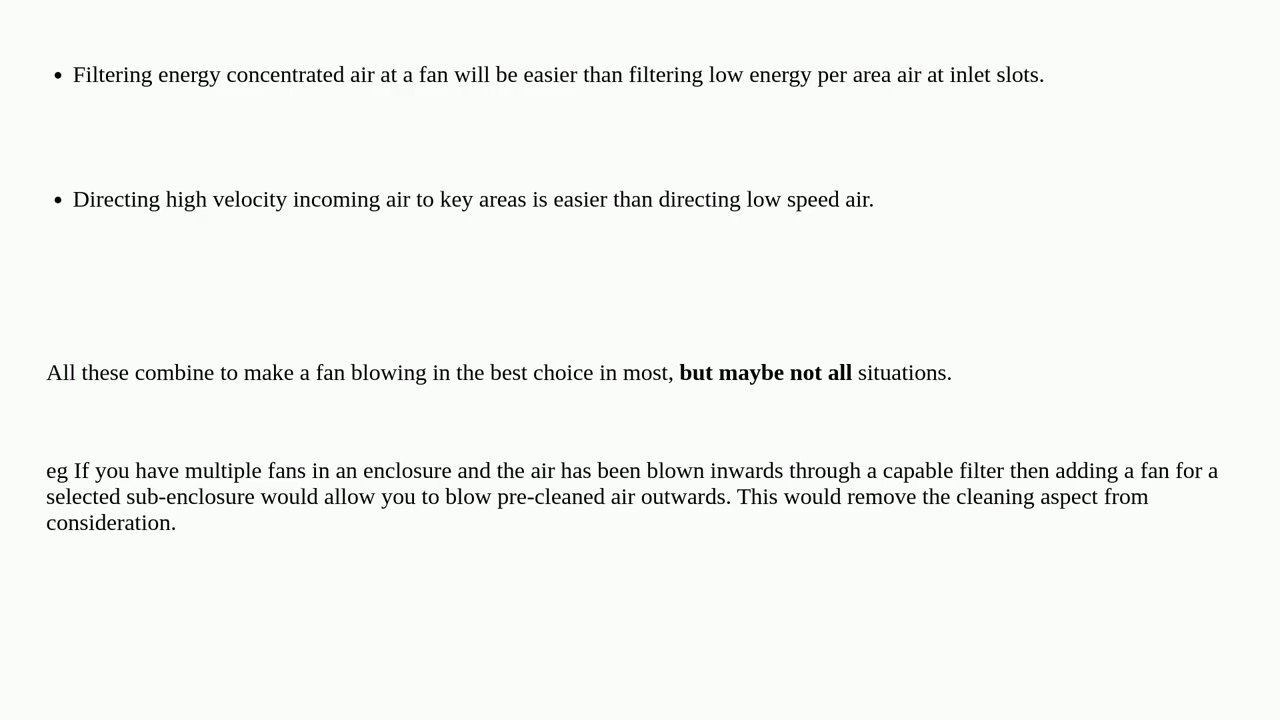 Filtering energy concentrated air at a fan will be easier than filtering low energy per area air at inlet slots.
Directing high velocity incoming air to key areas is easier than directing low speed air.
All these combine to make a fan blowing in the best choice in most, but maybe not all situations.
eg If you have multiple fans in an enclosure and the air has been blown inwards through a capable filter then adding a fan for a
selected sub-enclosure would allow you to blow pre-cleaned air outwards. This would remove the cleaning aspect from
consideration.